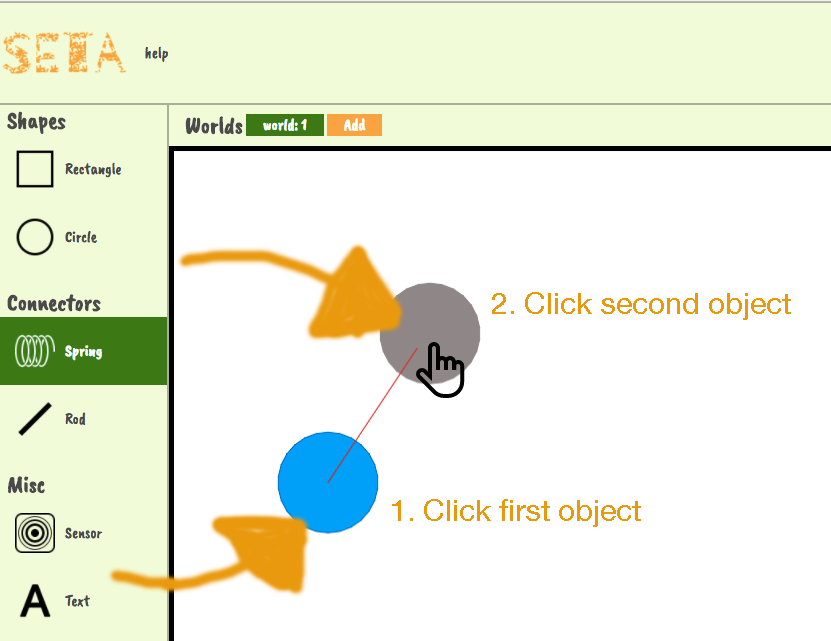 SETA
help
Shapes
Worlds world: 1 Add
Rectangle
Circle
Connectors
2. Click second object
Spring
Rod
Misc
1. Click first object
Sensor
A Text